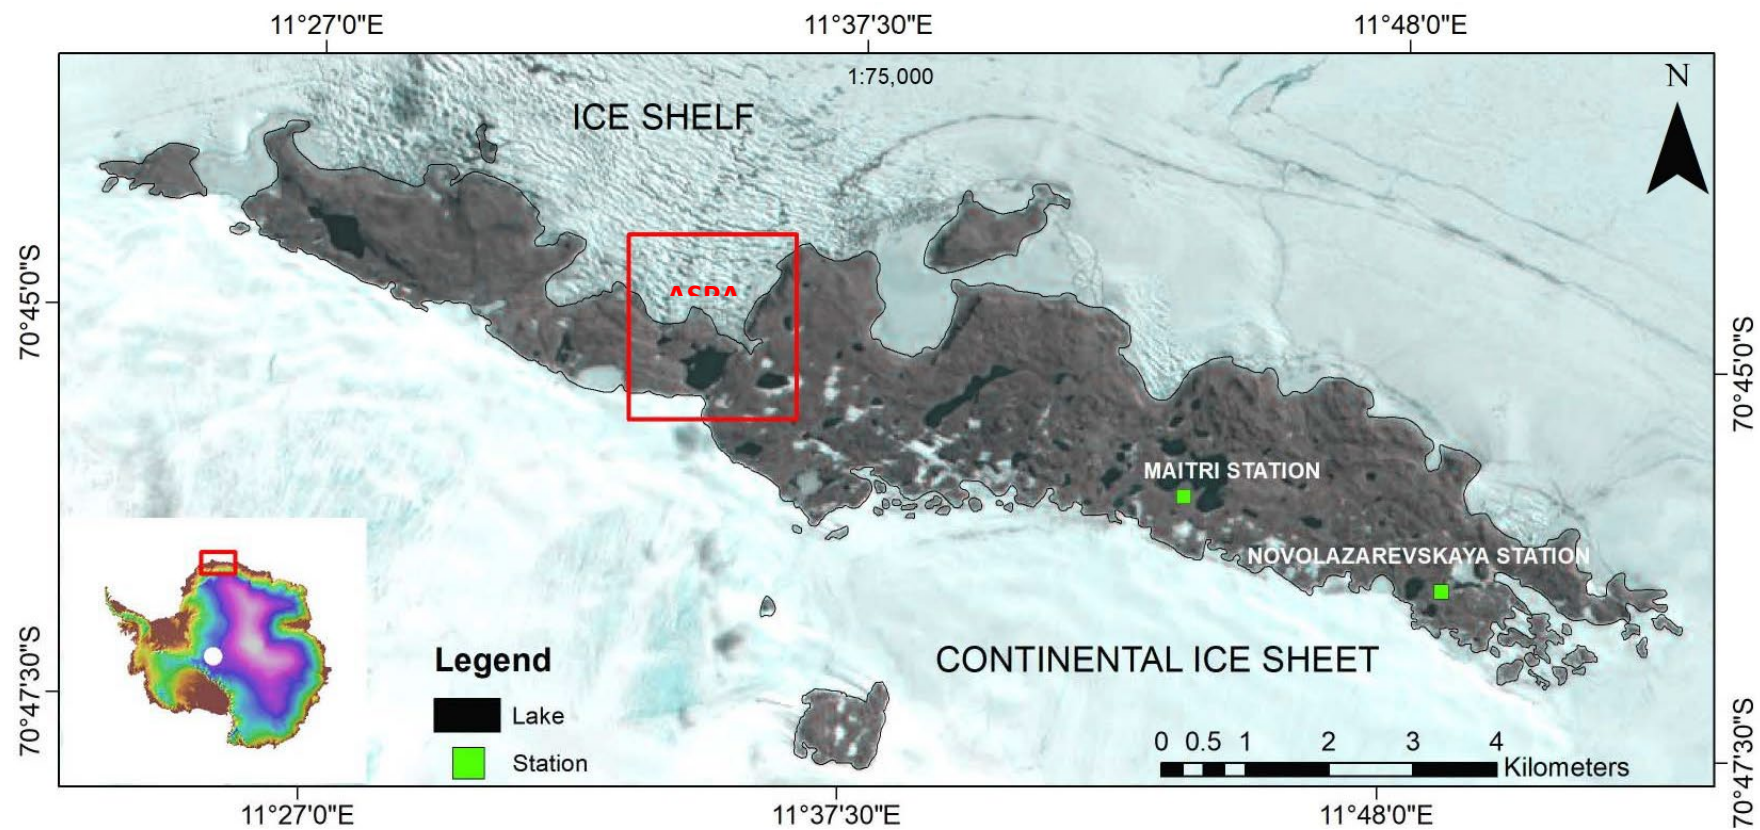 11°27'0"E
11°37'30"E
11°48'0"E
1:75,000
N
ICE SHELF
ASPA
70°45'0"S
70°45'0"S
MAITRI STATION
NOVOLAZAREVSKAYA STATION
CONTINENTAL ICE SHEET
Legend
Lake
Station
0 0.5 1 2 3 4
Kilometers
70°47'30"S
70°47'30"S
11°27'0"E
11°37'30"E
11°48'0"E